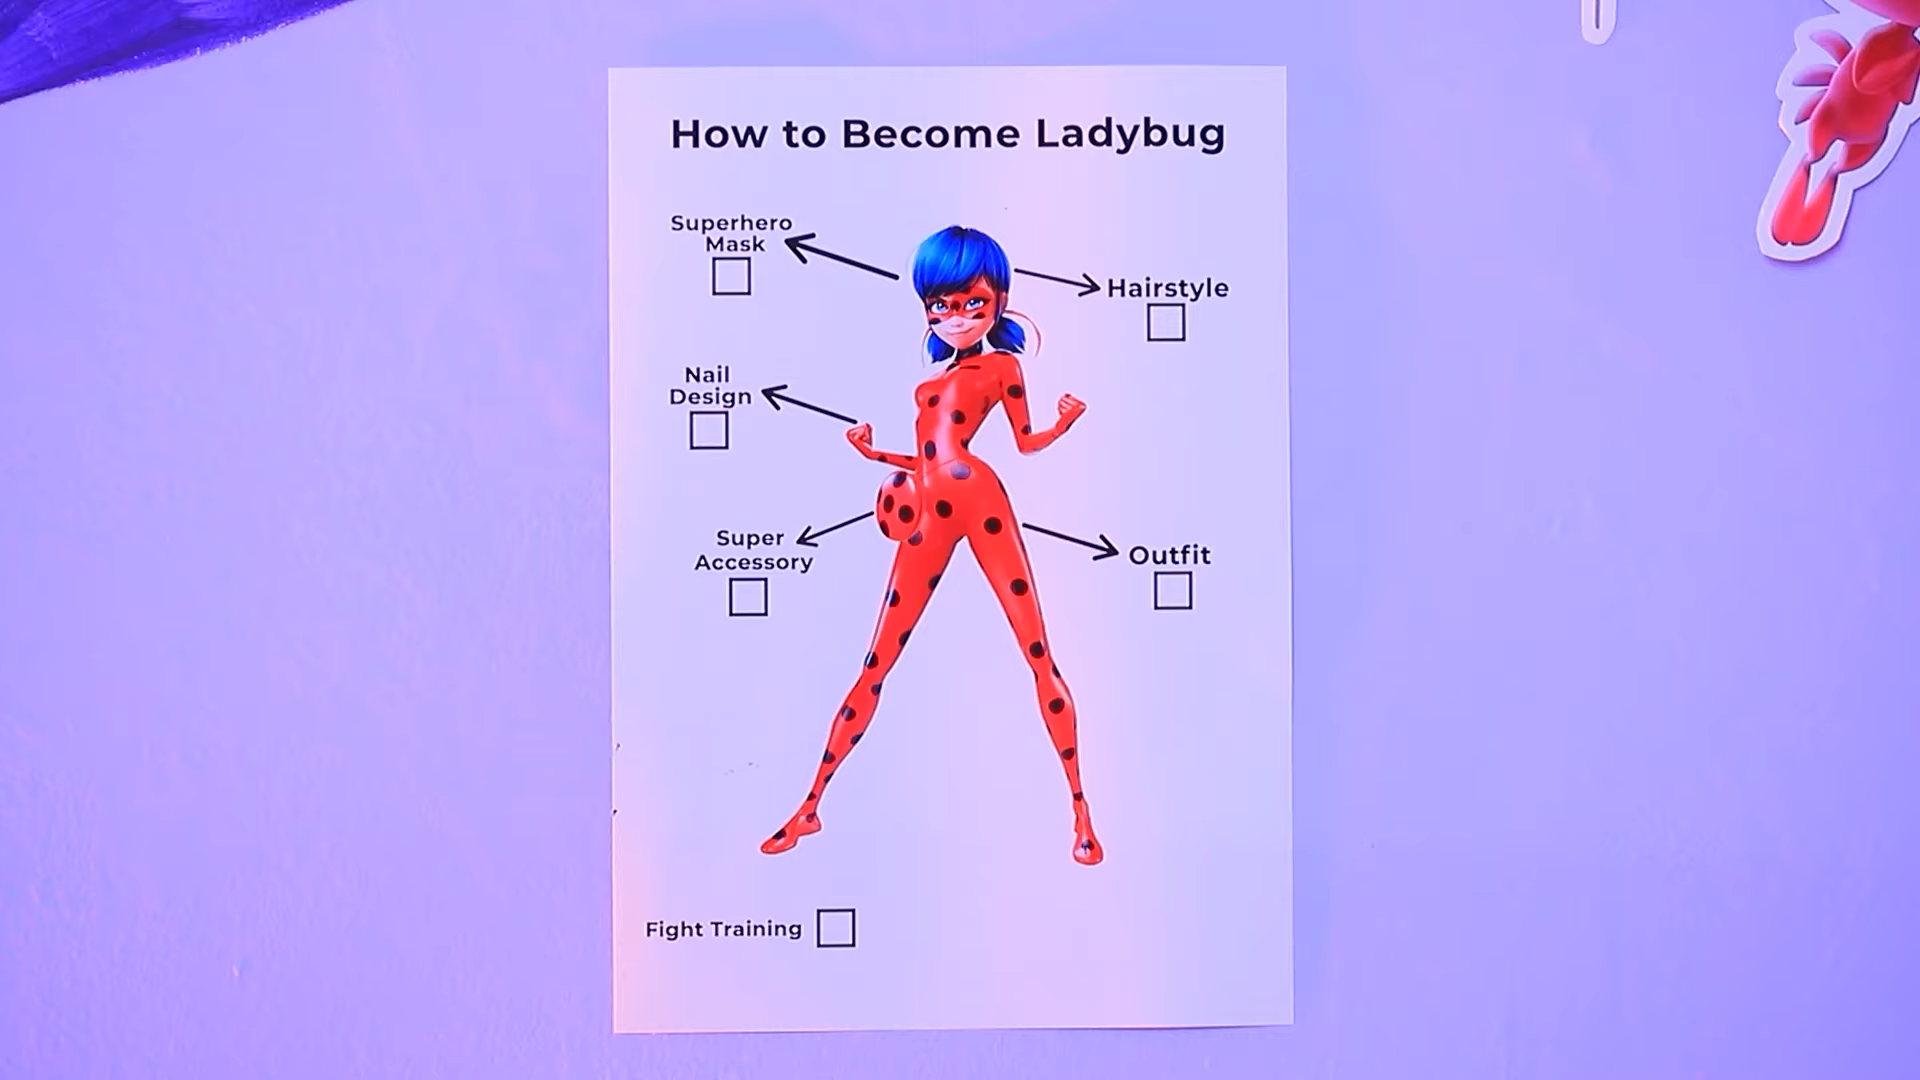 How to Become Ladybug
Superhero
Mask
Hairstyle
Nail
Design
Super
Accessory
Outfit
Fight Training